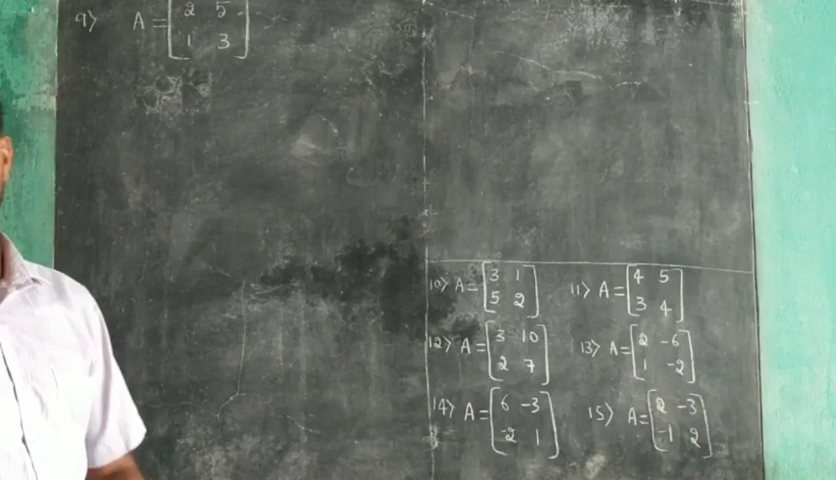 9) A = [2 5
1 3]
10) A = [3 1 11) A = [4 5
5 2] 3 4]
12) A = [3 10 13) A = [2 -6
2 7] 1 -2]
14) A = [6 -3 15) A = [2 -3
-2 1] -1 2]